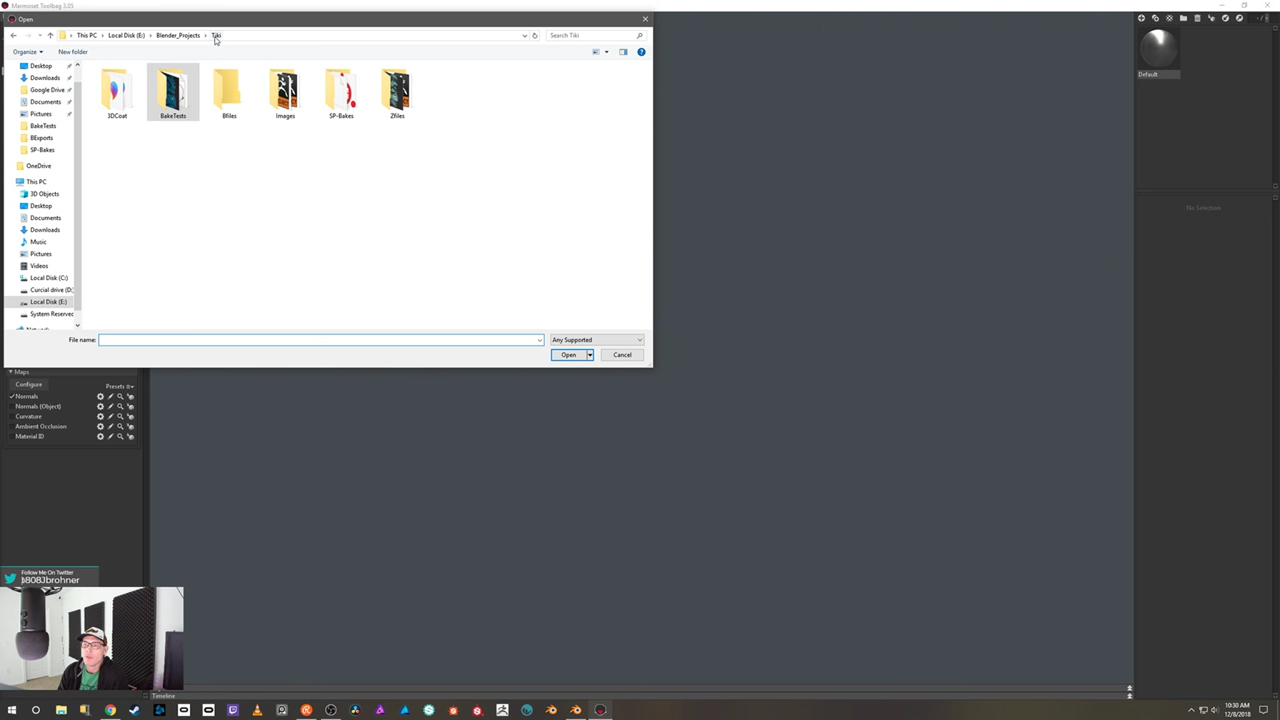 Marmoset Toolbag 3.05
Open
This PC › Local Disk (E:) › Blender_Projects › Tiki
Search Tiki
Organize
New folder
Desktop
Downloads
Google Drive
Documents
Pictures
BakeTests
BExports
SP-Bakes
OneDrive
This PC
3D Objects
Desktop
Documents
Downloads
Music
Pictures
Videos
Local Disk (C:)
Curcial drive (D:
Local Disk (E:)
System Reserved
3DCoat
BakeTests
Bfiles
Images
SP-Bakes
Zfiles
File name:
Any Supported
Open
Cancel
Default
No Selection
Maps
Configure
Presets
Normals
Normals (Object)
Curvature
Ambient Occlusion
Material ID
Follow Me On Twitter
@808Jbrohner
Timeline
10:30 AM
12/8/2018